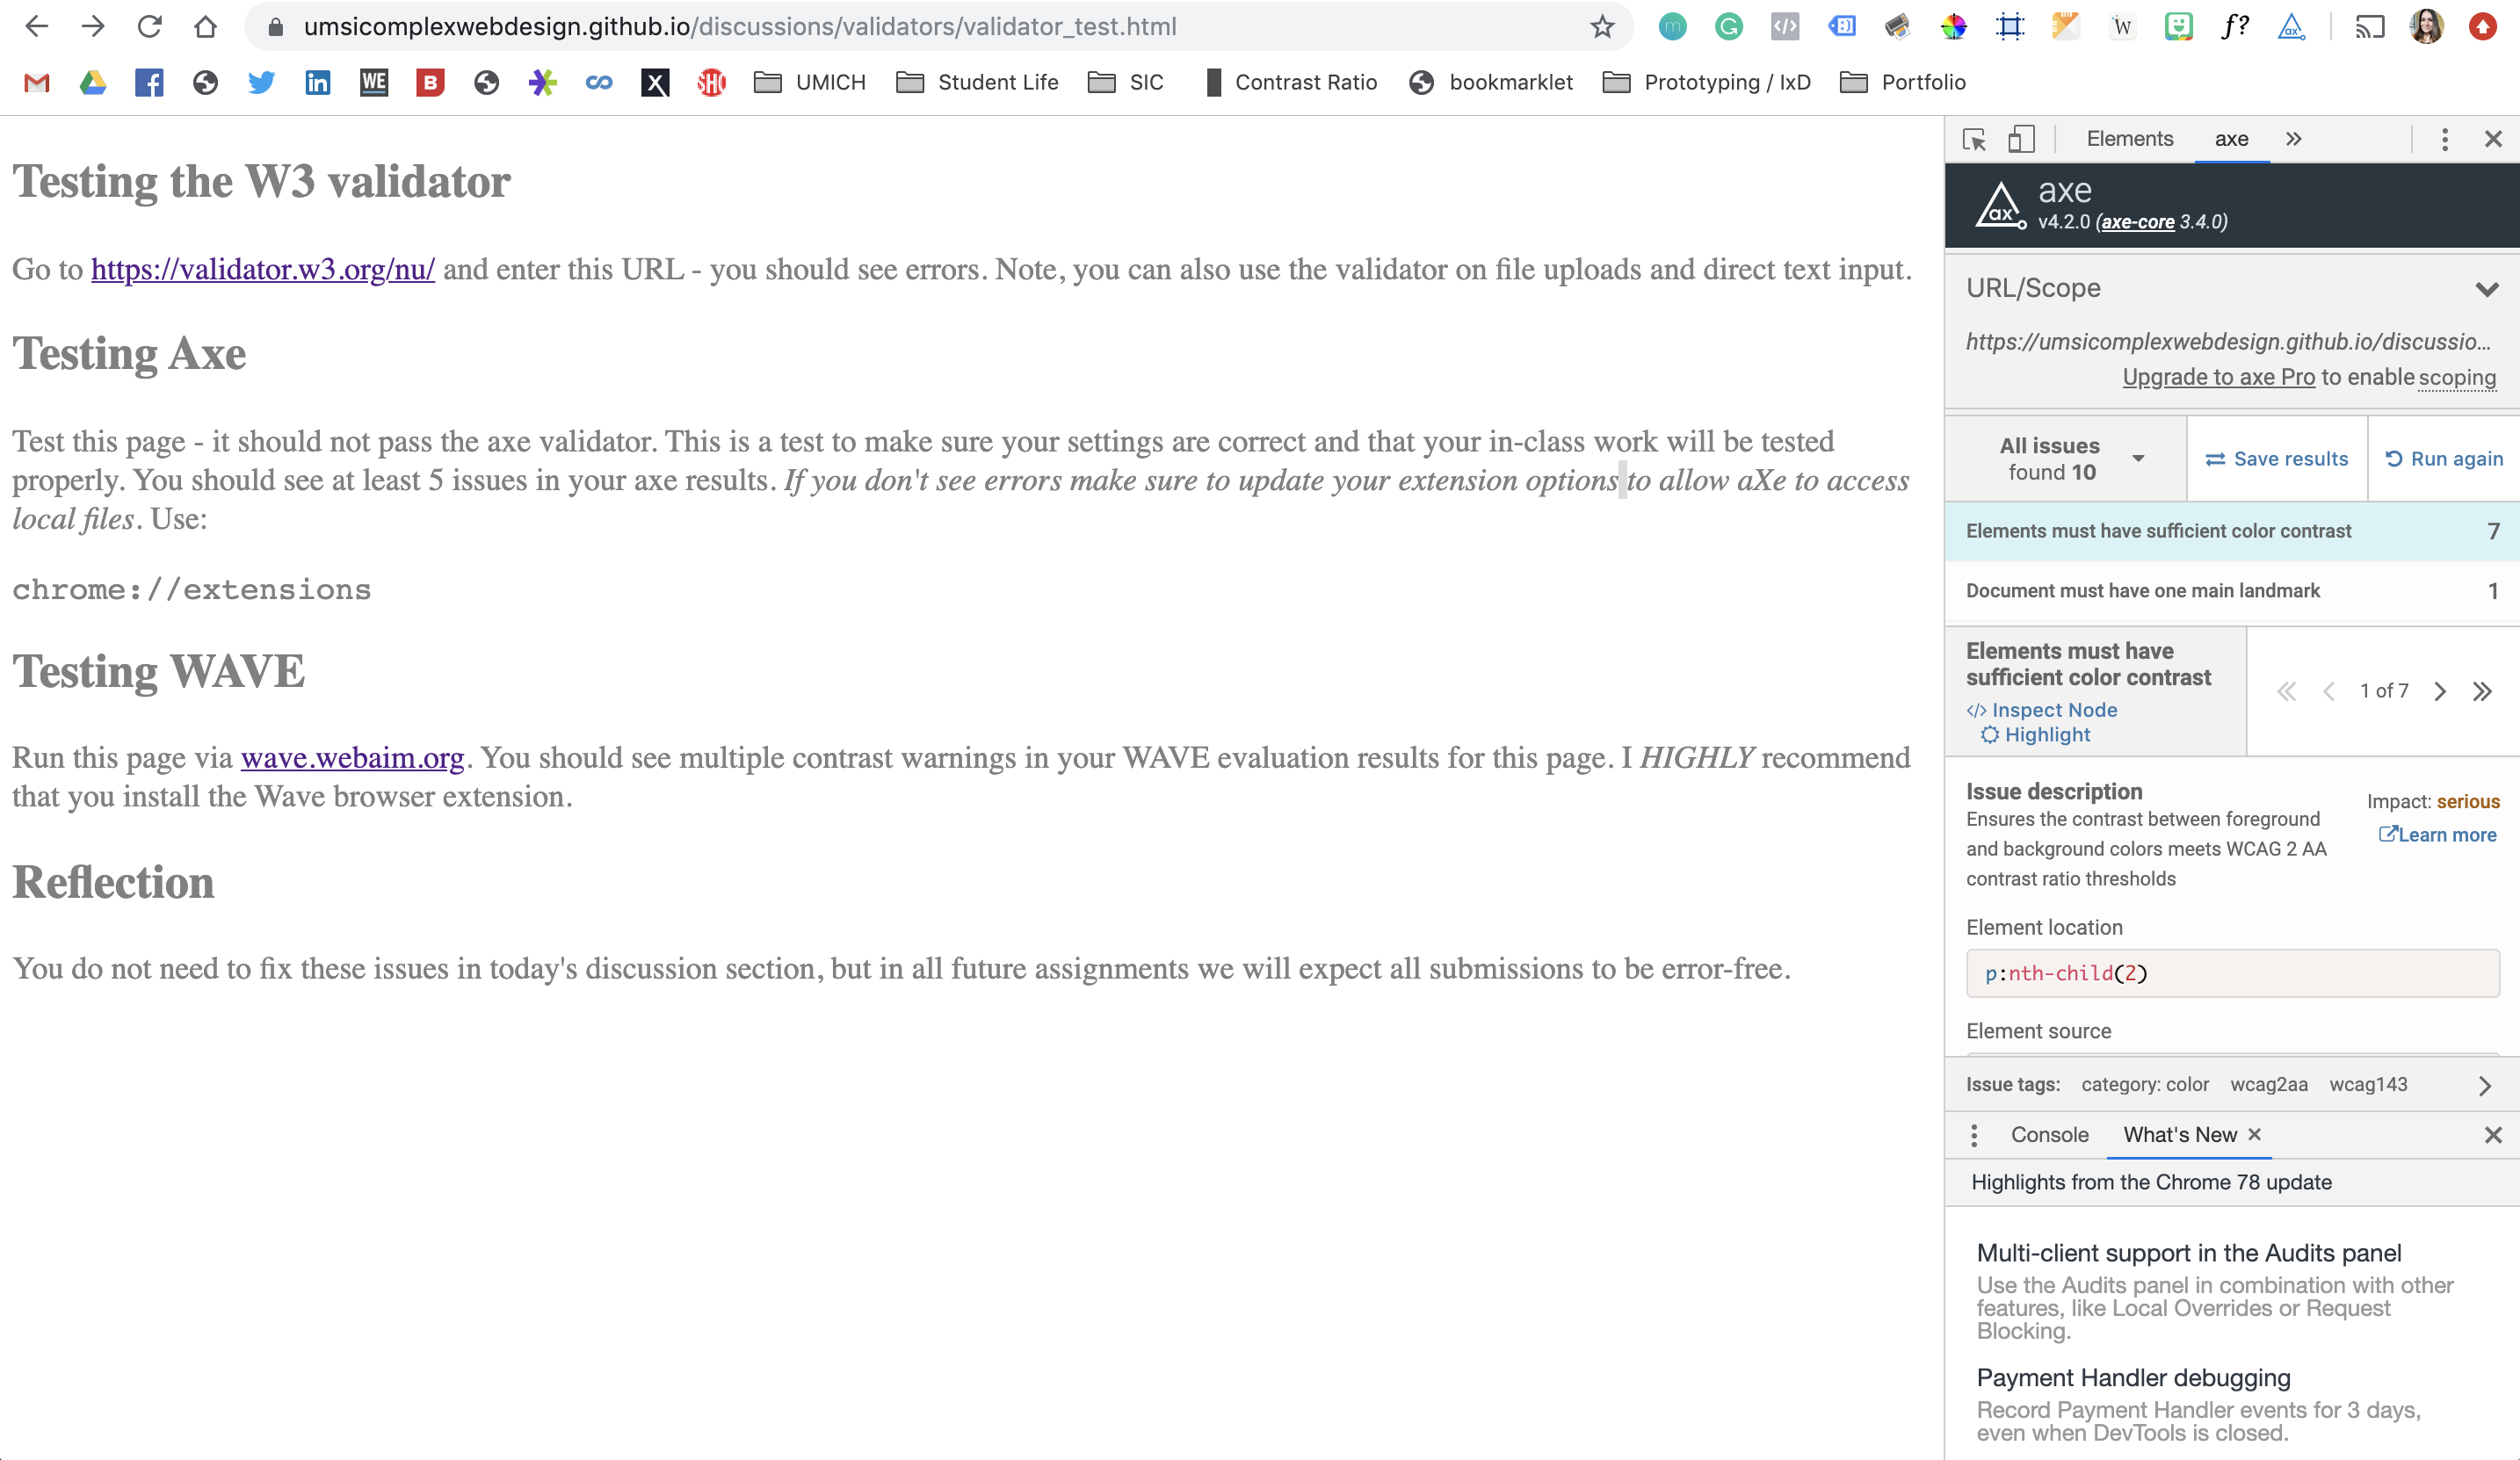 umsicomplexwebdesign.github.io/discussions/validators/validator_test.html
m G </> W ƒ? ax
WE B X SHO UMICH Student Life SIC Contrast Ratio bookmarklet Prototyping / IxD Portfolio
Testing the W3 validator
Go to https://validator.w3.org/nu/ and enter this URL - you should see errors. Note, you can also use the validator on file uploads and direct text input.
Testing Axe
Test this page - it should not pass the axe validator. This is a test to make sure your settings are correct and that your in-class work will be tested
properly. You should see at least 5 issues in your axe results. If you don't see errors make sure to update your extension options to allow aXe to access
local files. Use:
chrome://extensions
Testing WAVE
Run this page via wave.webaim.org. You should see multiple contrast warnings in your WAVE evaluation results for this page. I HIGHLY recommend
that you install the Wave browser extension.
Reflection
You do not need to fix these issues in today's discussion section, but in all future assignments we will expect all submissions to be error-free.
Elements axe
ax axe
v4.2.0 (axe-core 3.4.0)
URL/Scope
https://umsicomplexwebdesign.github.io/discussio...
Upgrade to axe Pro to enable scoping
All issues
found 10
Save results
Run again
Elements must have sufficient color contrast 7
Document must have one main landmark 1
Elements must have
sufficient color contrast
</> Inspect Node
Highlight
1 of 7
Issue description
Ensures the contrast between foreground
and background colors meets WCAG 2 AA
contrast ratio thresholds
Impact: serious
Learn more
Element location
p:nth-child(2)
Element source
Issue tags: category: color wcag2aa wcag143
Console What's New
Highlights from the Chrome 78 update
Multi-client support in the Audits panel
Use the Audits panel in combination with other
features, like Local Overrides or Request
Blocking.
Payment Handler debugging
Record Payment Handler events for 3 days,
even when DevTools is closed.